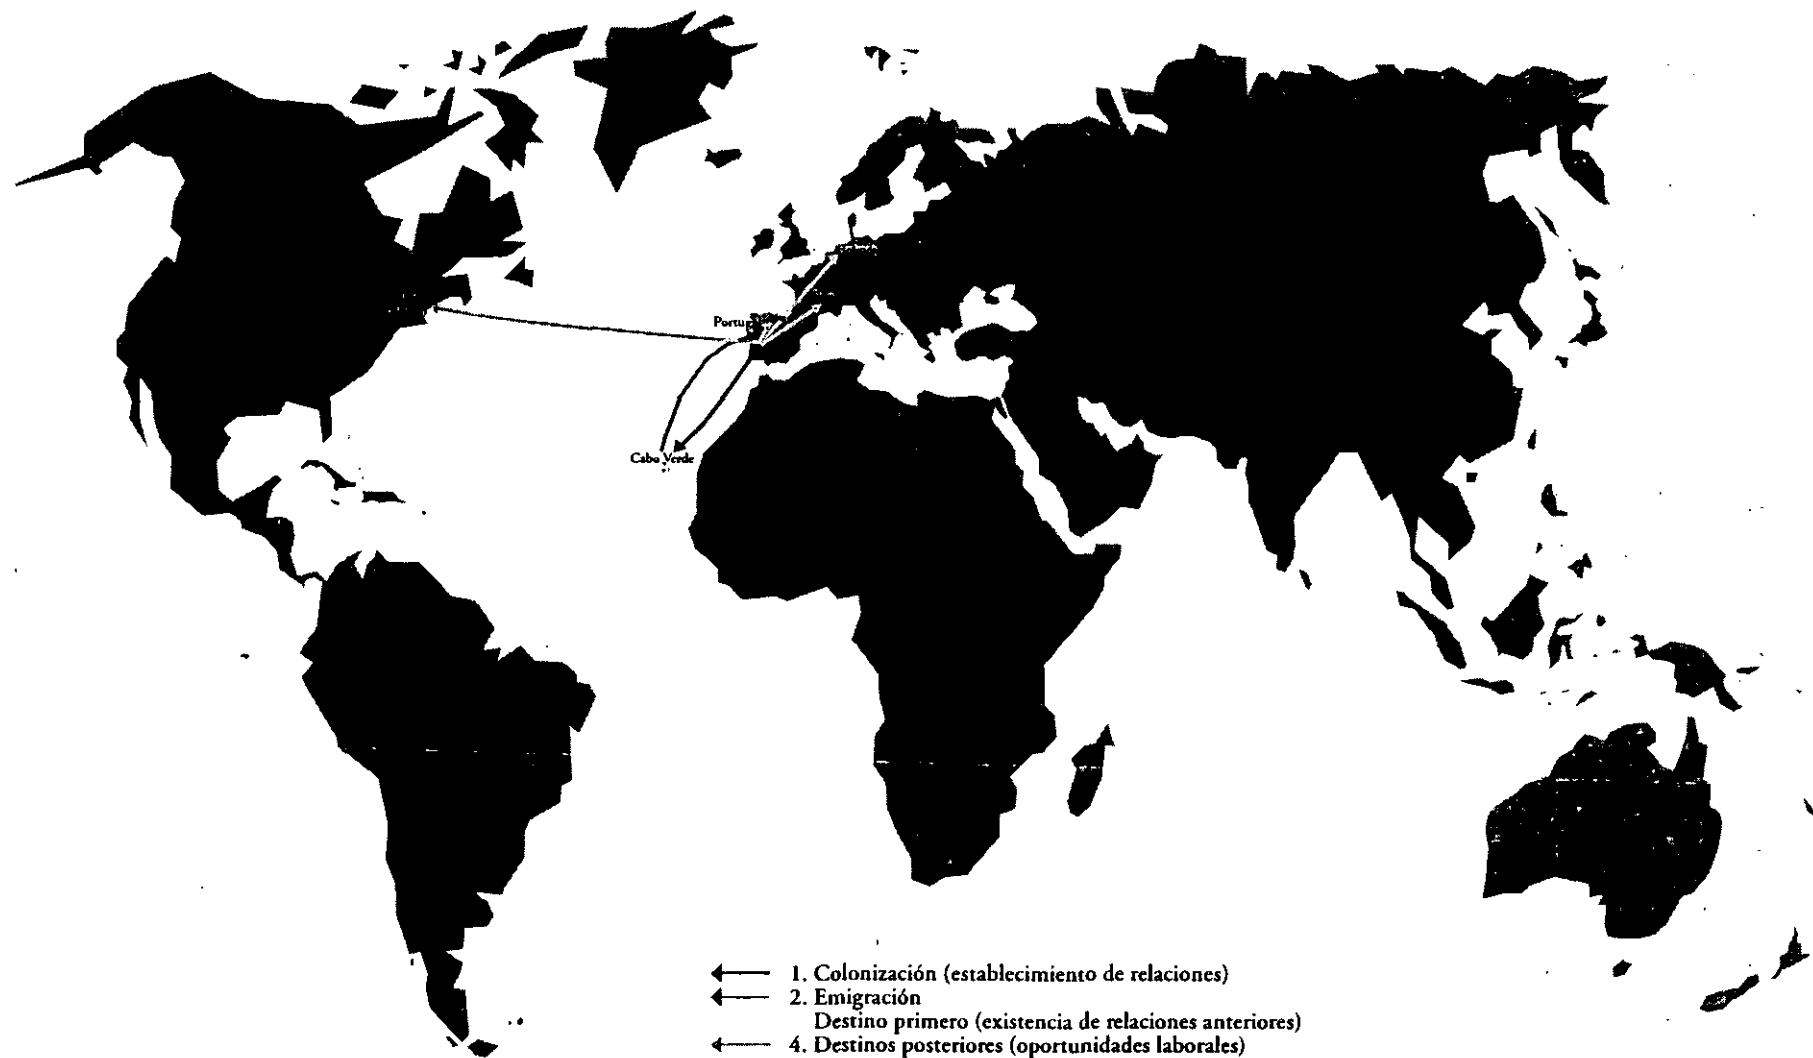 Portu
Cabo Verde
1. Colonización (establecimiento de relaciones)
2. Emigración
Destino primero (existencia de relaciones anteriores)
4. Destinos posteriores (oportunidades laborales)